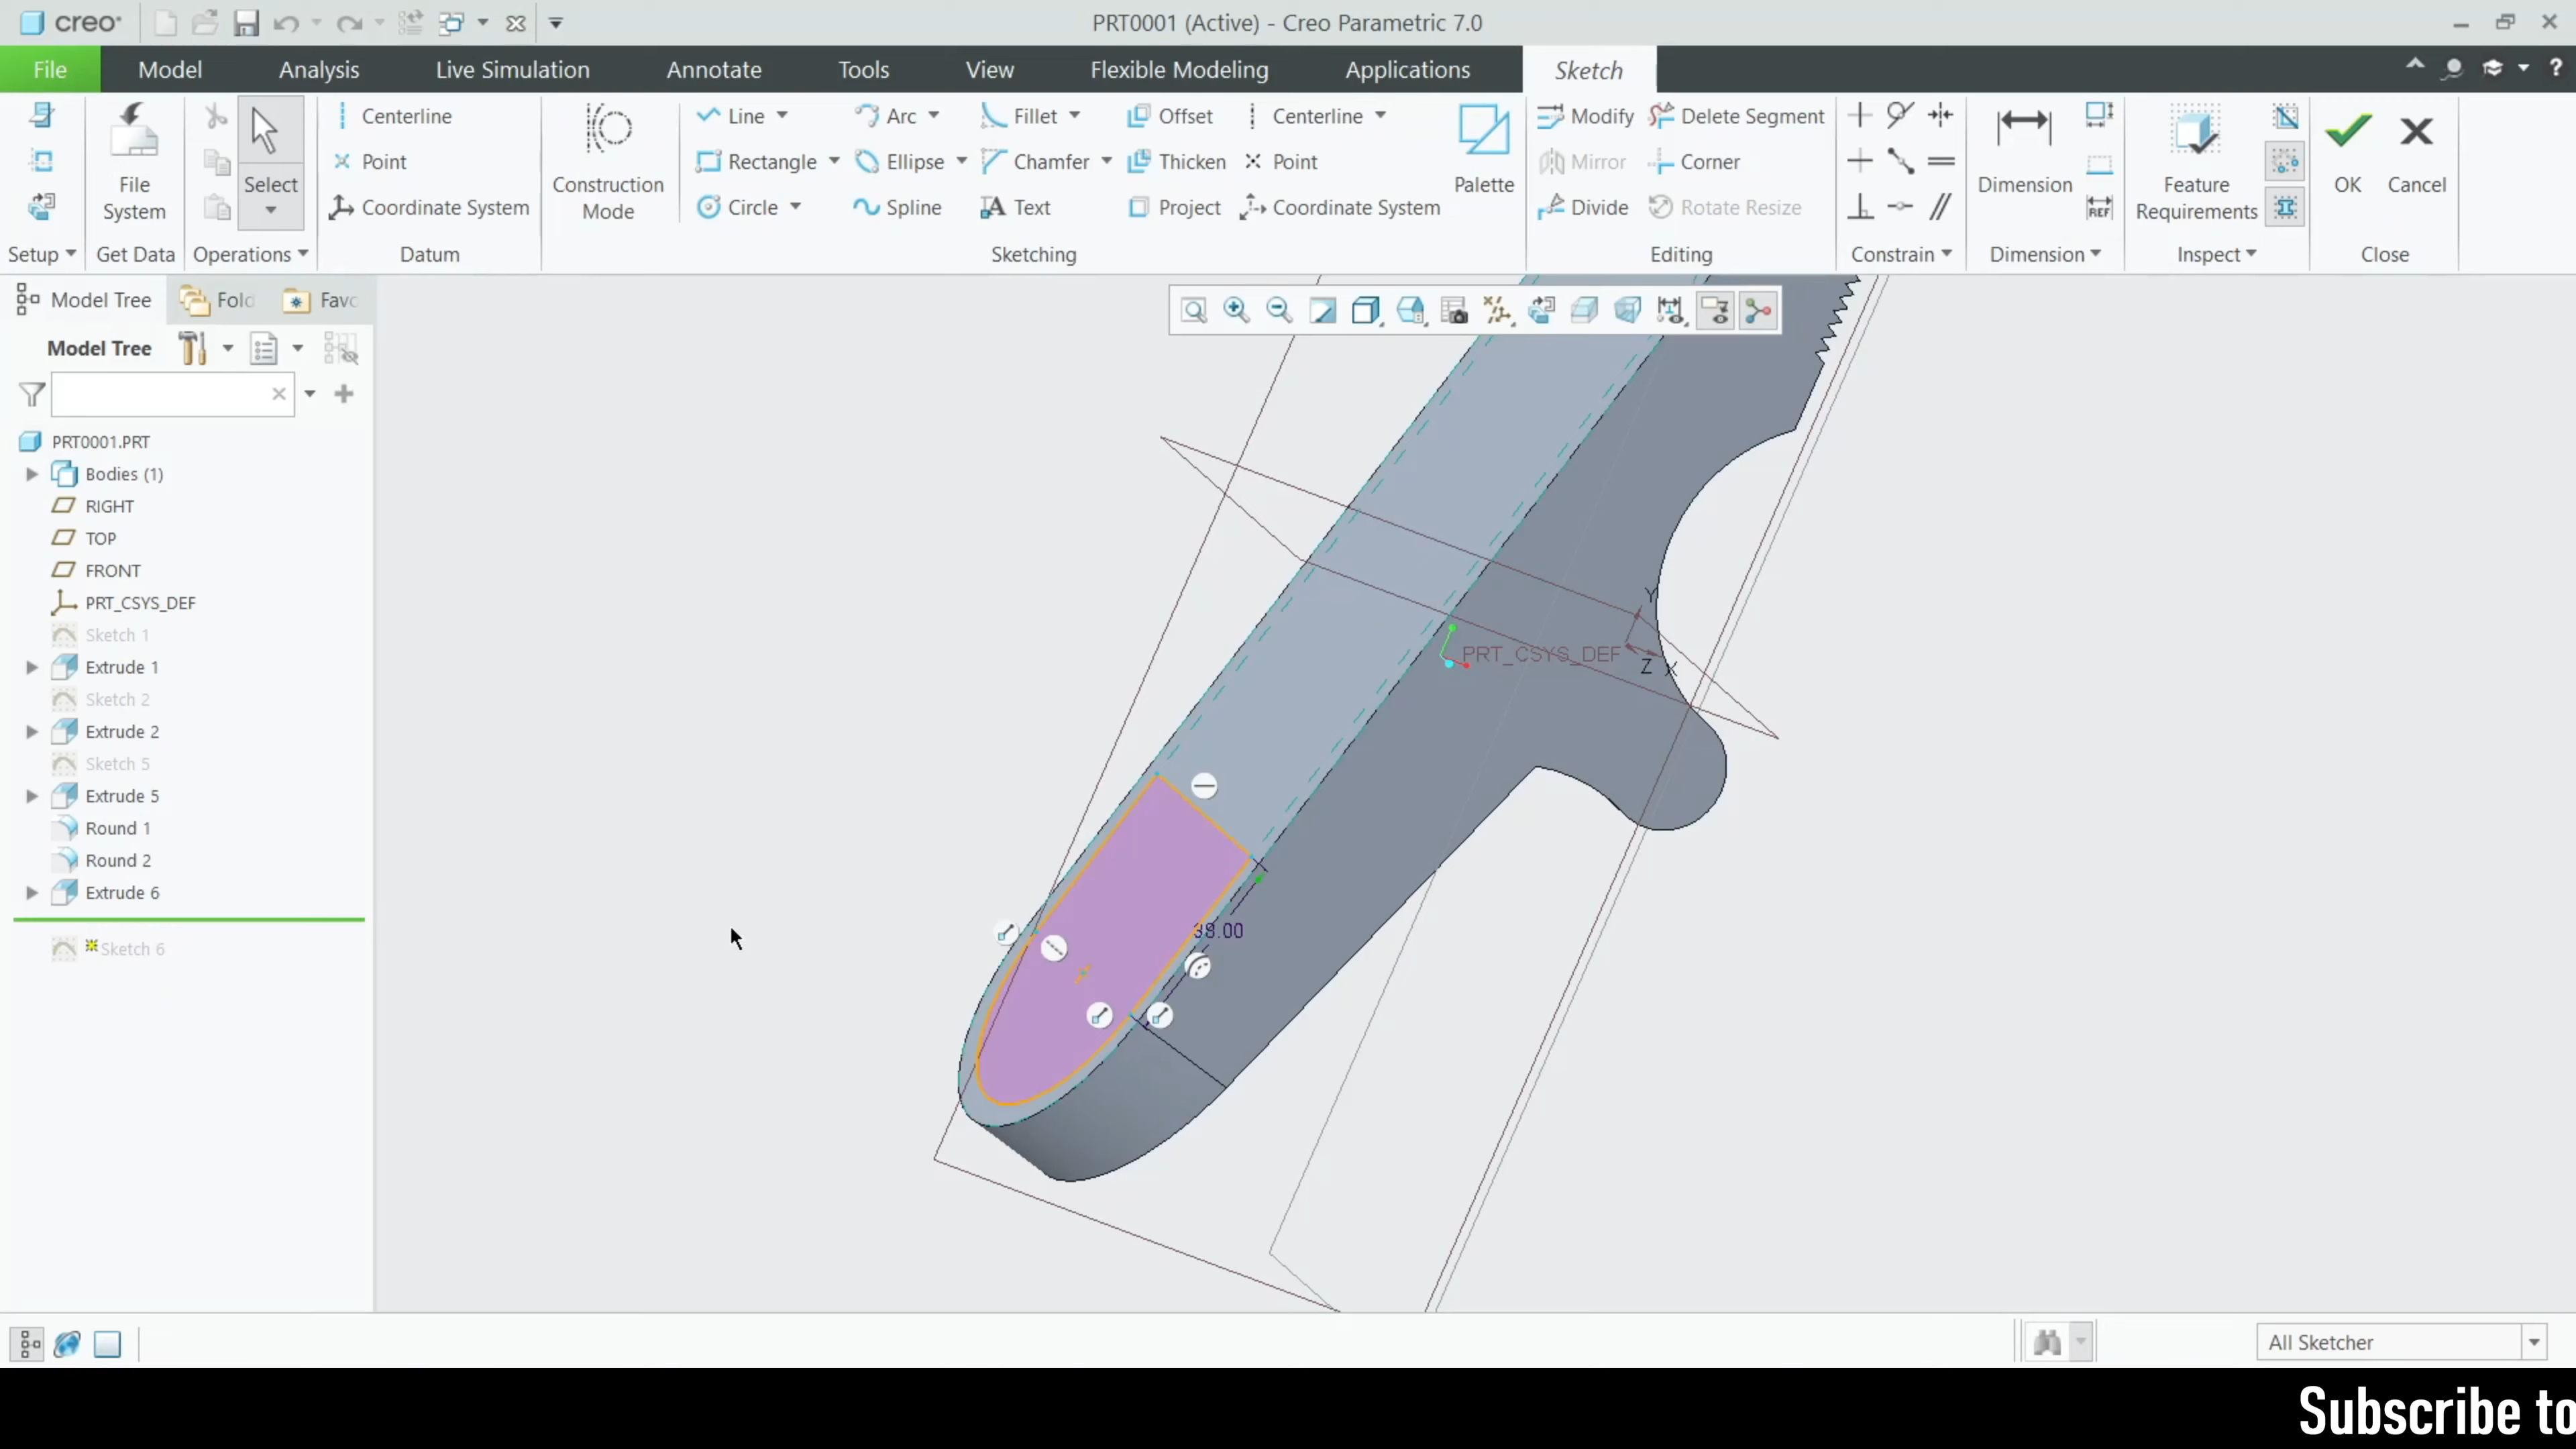 creo
PRT0001 (Active) - Creo Parametric 7.0
File
Model
Analysis
Live Simulation
Annotate
Tools
View
Flexible Modeling
Applications
Sketch
Centerline
Point
Coordinate System
File System
Select
Construction Mode
Line
Rectangle
Circle
Arc
Ellipse
Spline
Fillet
Chamfer
Text
Offset
Thicken
Project
Centerline
Point
Coordinate System
Palette
Modify
Mirror
Divide
Delete Segment
Corner
Rotate Resize
Dimension
REF
Feature Requirements
OK
Cancel
Setup
Get Data
Operations
Datum
Sketching
Editing
Constrain
Dimension
Inspect
Close
Model Tree
Fold
Favo
Model Tree
PRT0001.PRT
Bodies (1)
RIGHT
TOP
FRONT
PRT_CSYS_DEF
Sketch 1
Extrude 1
Sketch 2
Extrude 2
Sketch 5
Extrude 5
Round 1
Round 2
Extrude 6
Sketch 6
Y
PRT_CSYS_DEF
Z
X
38.00
All Sketcher
Subscribe to